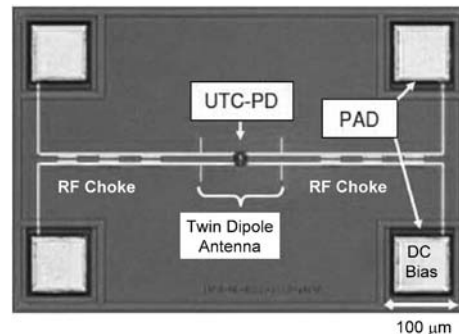 UTC-PD
PAD
RF Choke
RF Choke
Twin Dipole
Antenna
DC
Bias
100 μm